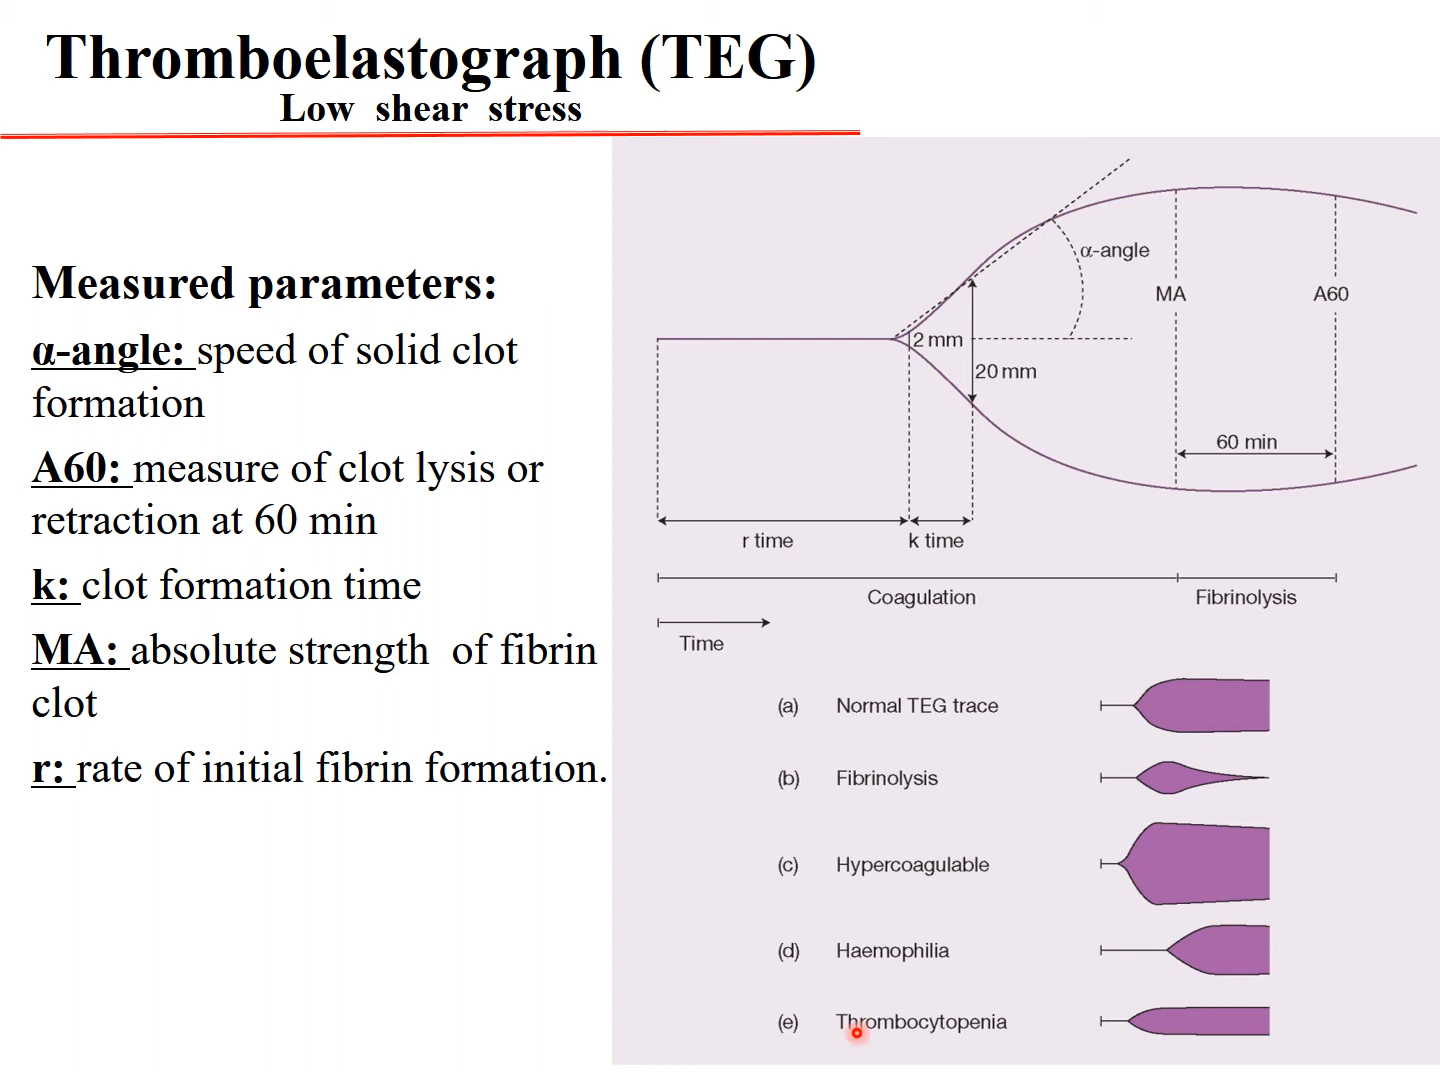 Thromboelastograph (TEG)
Low shear stress
Measured parameters:
α-angle: speed of solid clot
formation
A60: measure of clot lysis or
retraction at 60 min
k: clot formation time
MA: absolute strength of fibrin
clot
r: rate of initial fibrin formation.
α-angle
MA
A60
2 mm
20 mm
60 min
r time
k time
Coagulation
Fibrinolysis
Time
(a) Normal TEG trace
(b) Fibrinolysis
(c) Hypercoagulable
(d) Haemophilia
(e) Thrombocytopenia